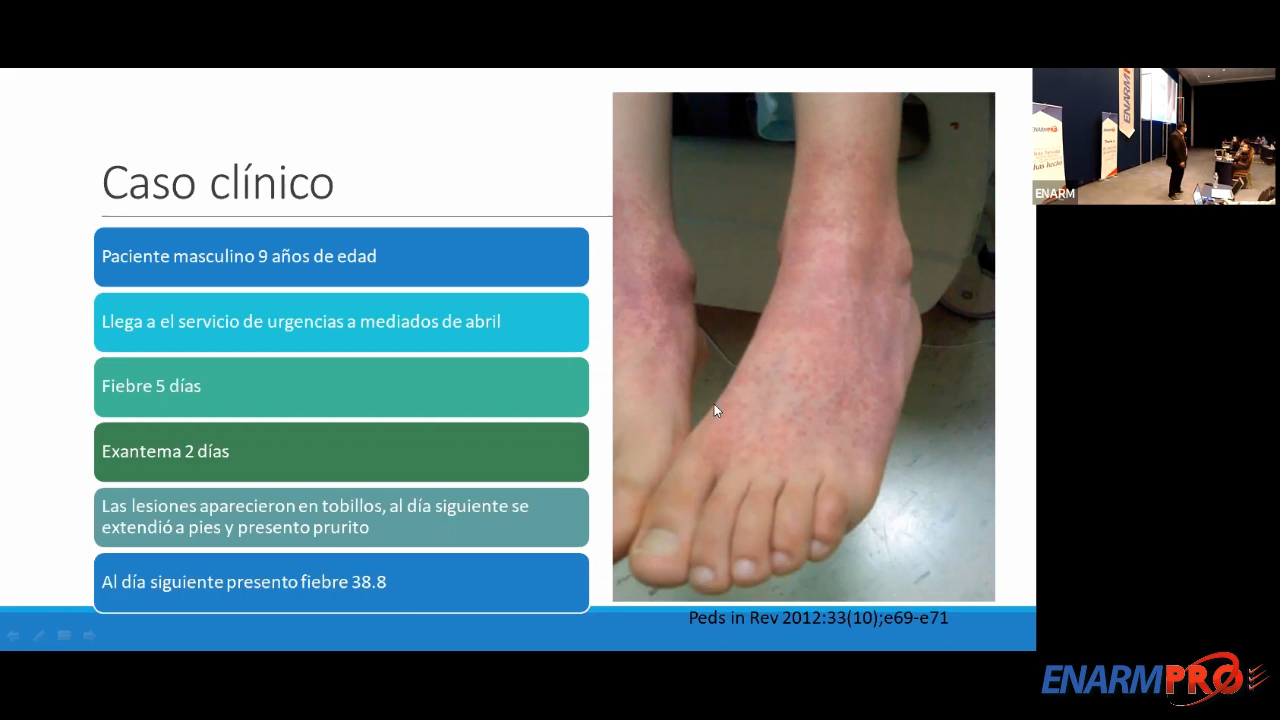 Caso clínico
Paciente masculino 9 años de edad
Llega a el servicio de urgencias a mediados de abril
Fiebre 5 días
Exantema 2 días
Las lesiones aparecieron en tobillos, al día siguiente se
extendió a pies y presento prurito
Al día siguiente presento fiebre 38.8
Peds in Rev 2012:33(10);e69-e71
ENARM
ENARMPRO
ENARMPRO